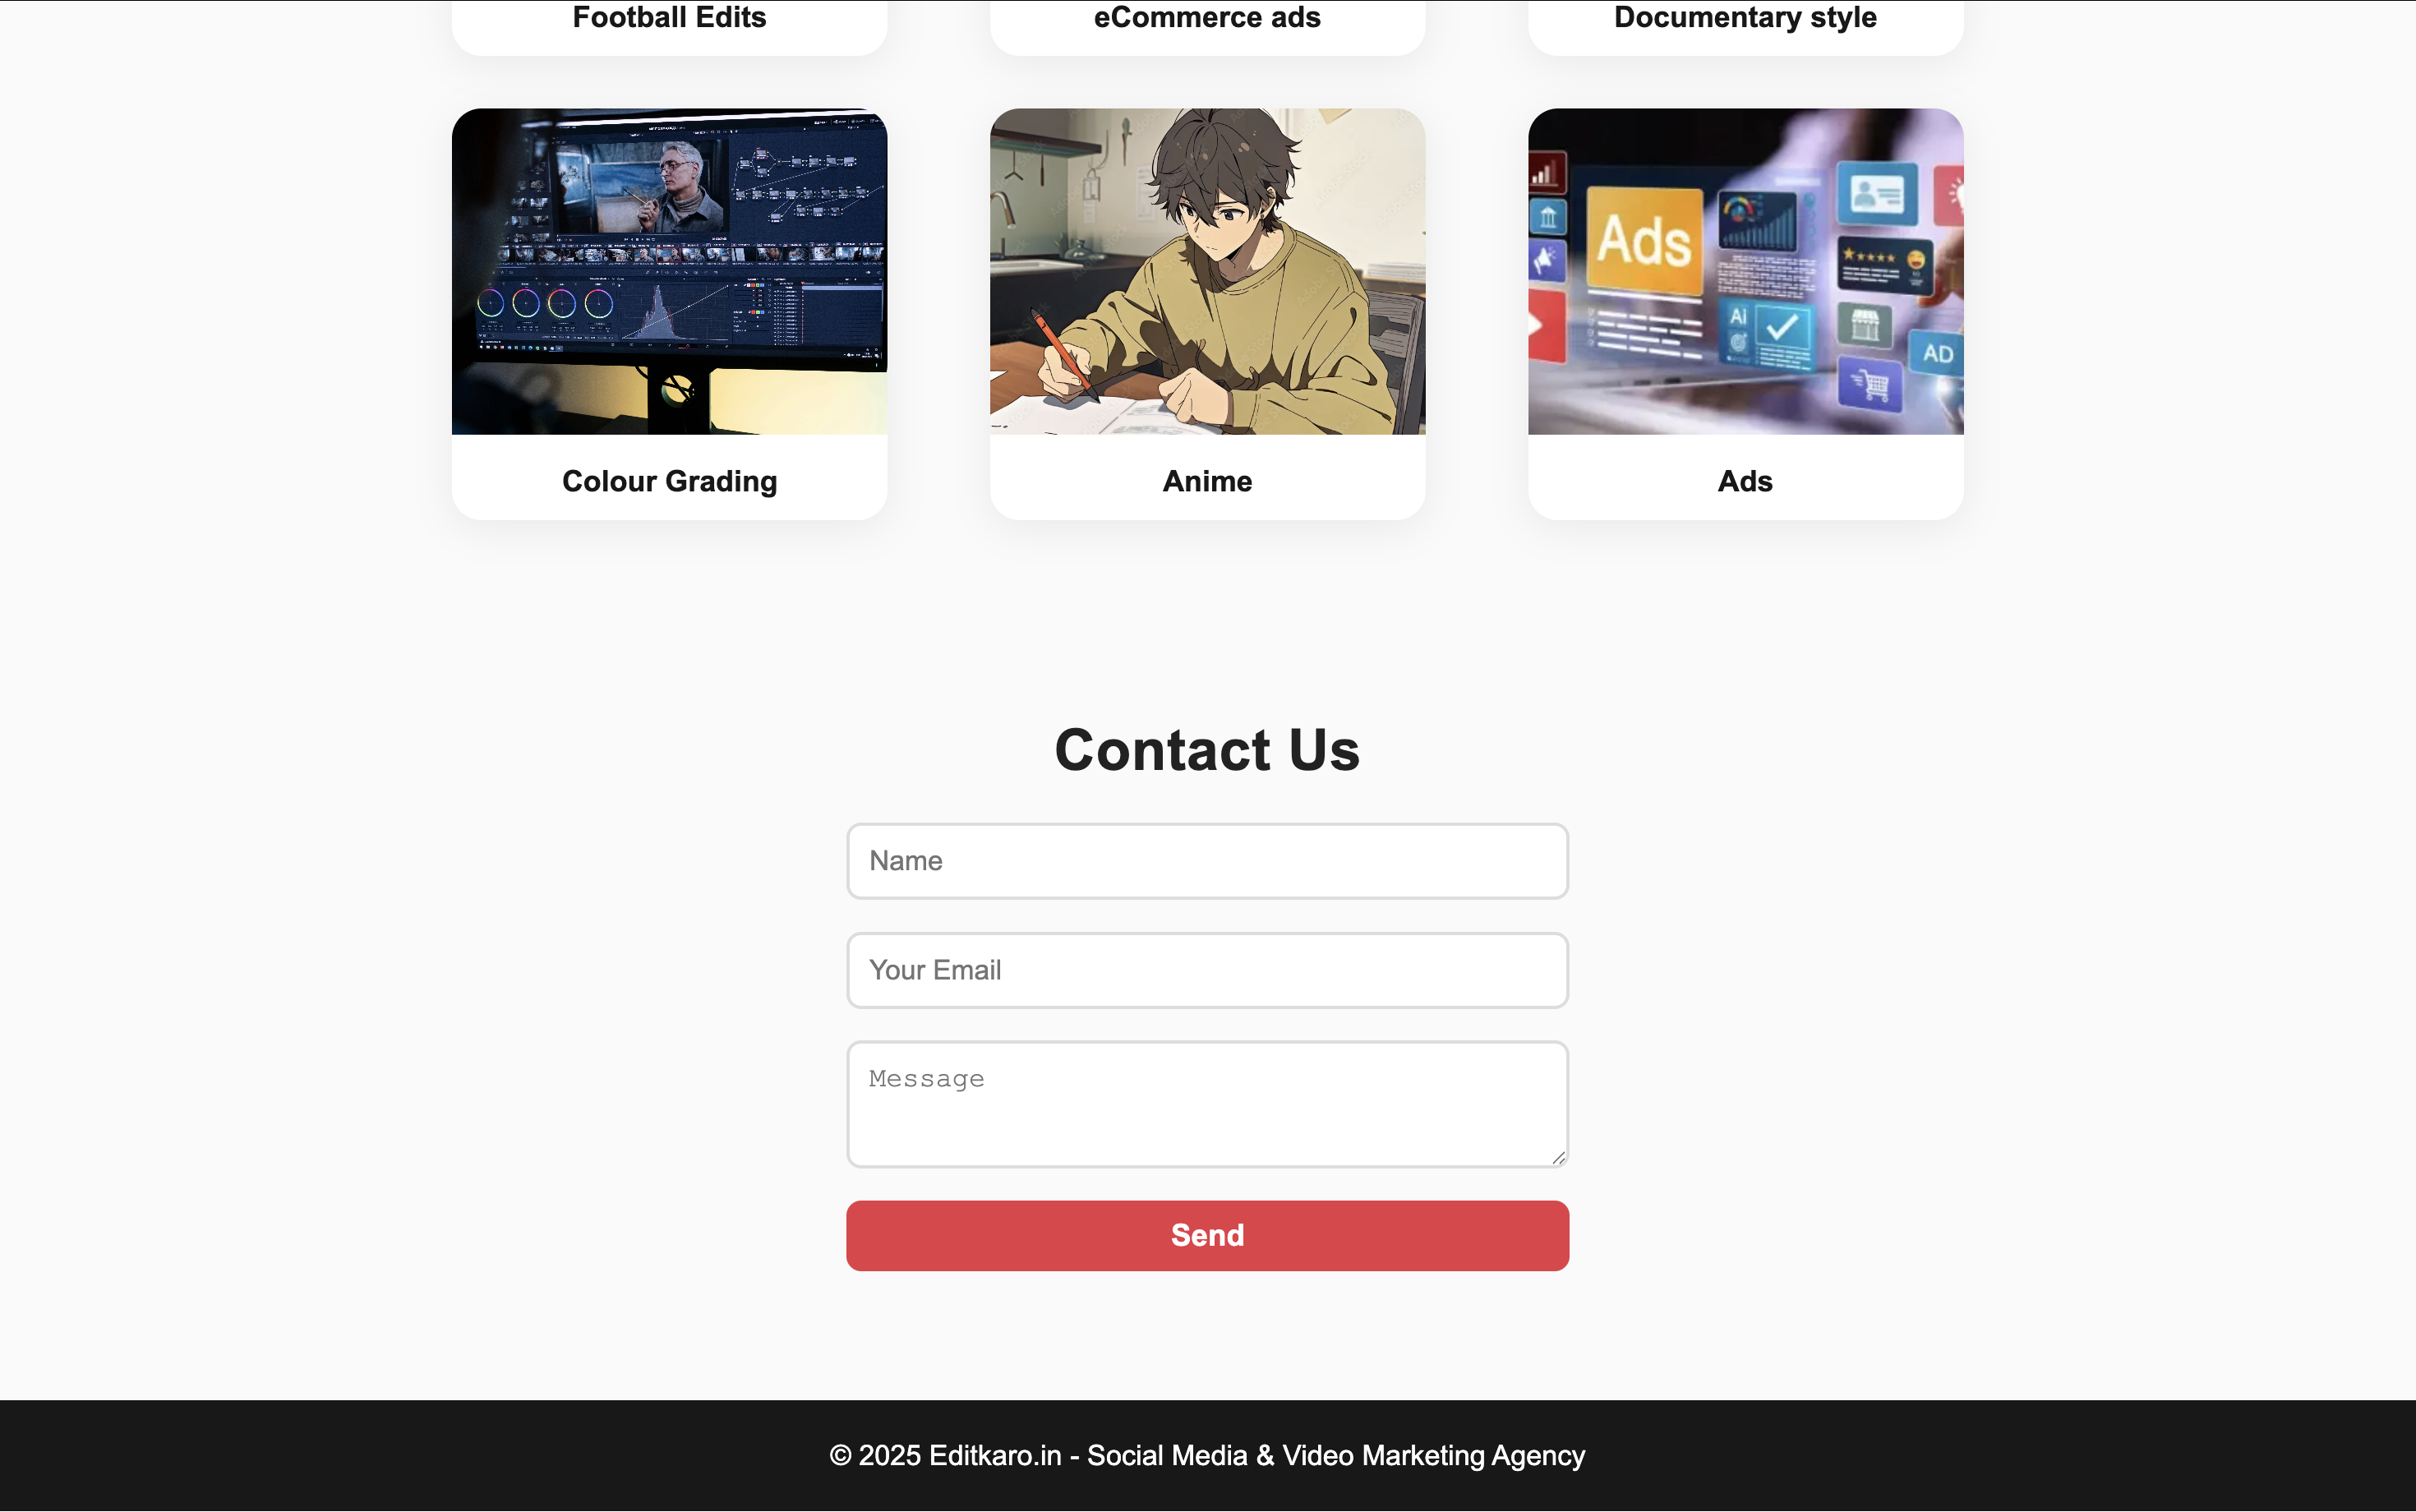 Football Edits
eCommerce ads
Documentary style
Ads
Ai
AD
Colour Grading
Anime
Ads
Contact Us
Name
Your Email
Message
Send
© 2025 Editkaro.in - Social Media & Video Marketing Agency